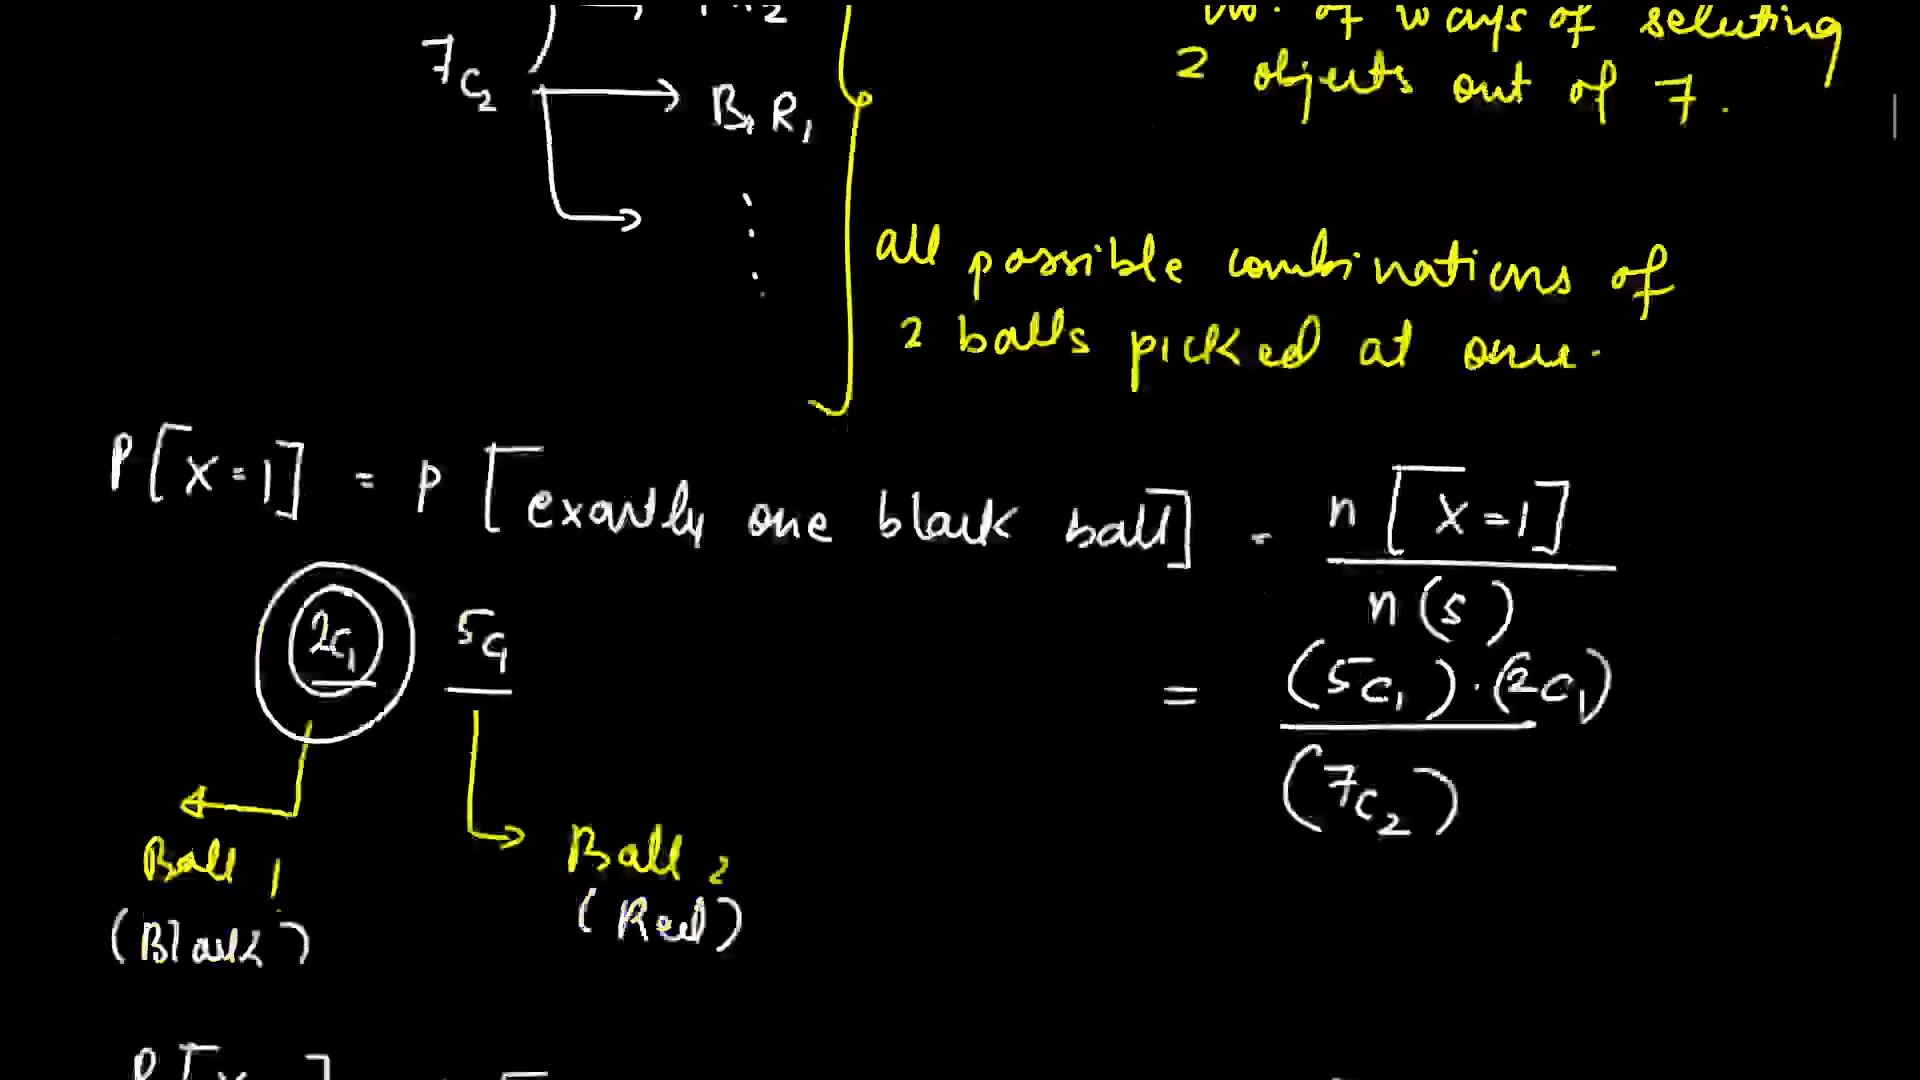 of ways of selecting
7C2
2 objects out of 7.
B1 R1
all possible combinations of
2 balls picked at once.
P[X=1] = P[exactly one black ball] = n[X=1] / n(S)
2C1 5C1
= (5C1).(2C1) / (7C2)
Ball 1
Ball 2
(Black)
(Red)